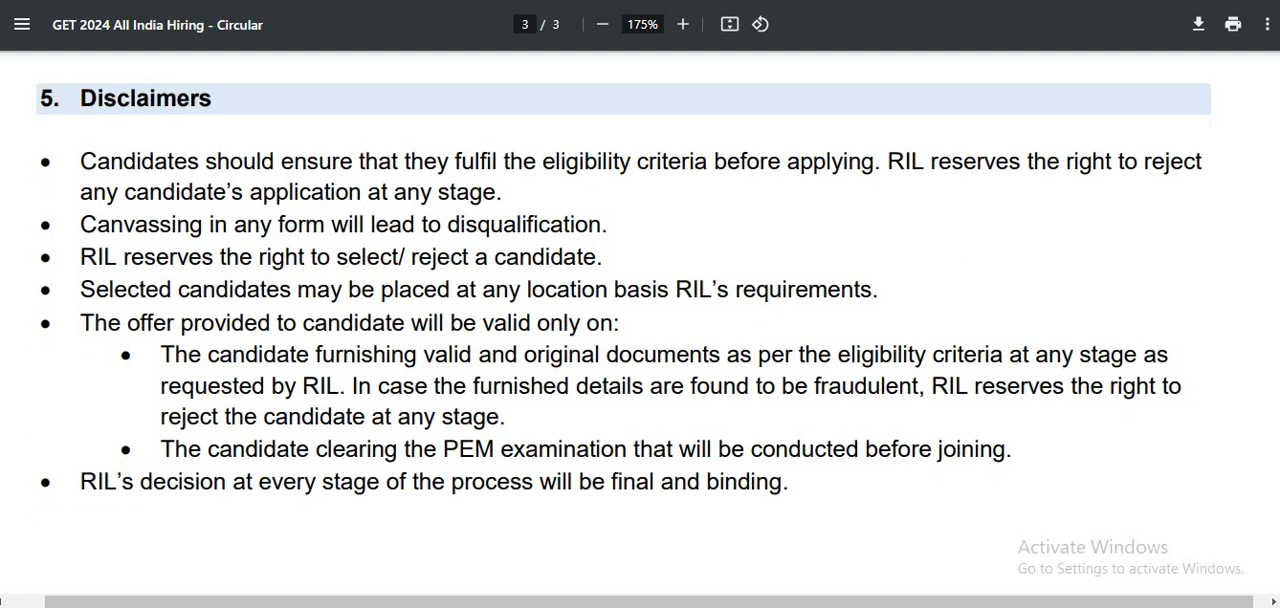 GET 2024 All India Hiring - Circular
3 / 3
175%
5. Disclaimers
• Candidates should ensure that they fulfil the eligibility criteria before applying. RIL reserves the right to reject
any candidate’s application at any stage.
• Canvassing in any form will lead to disqualification.
• RIL reserves the right to select/ reject a candidate.
• Selected candidates may be placed at any location basis RIL’s requirements.
• The offer provided to candidate will be valid only on:
• The candidate furnishing valid and original documents as per the eligibility criteria at any stage as
requested by RIL. In case the furnished details are found to be fraudulent, RIL reserves the right to
reject the candidate at any stage.
• The candidate clearing the PEM examination that will be conducted before joining.
• RIL’s decision at every stage of the process will be final and binding.
Activate Windows
Go to Settings to activate Windows.